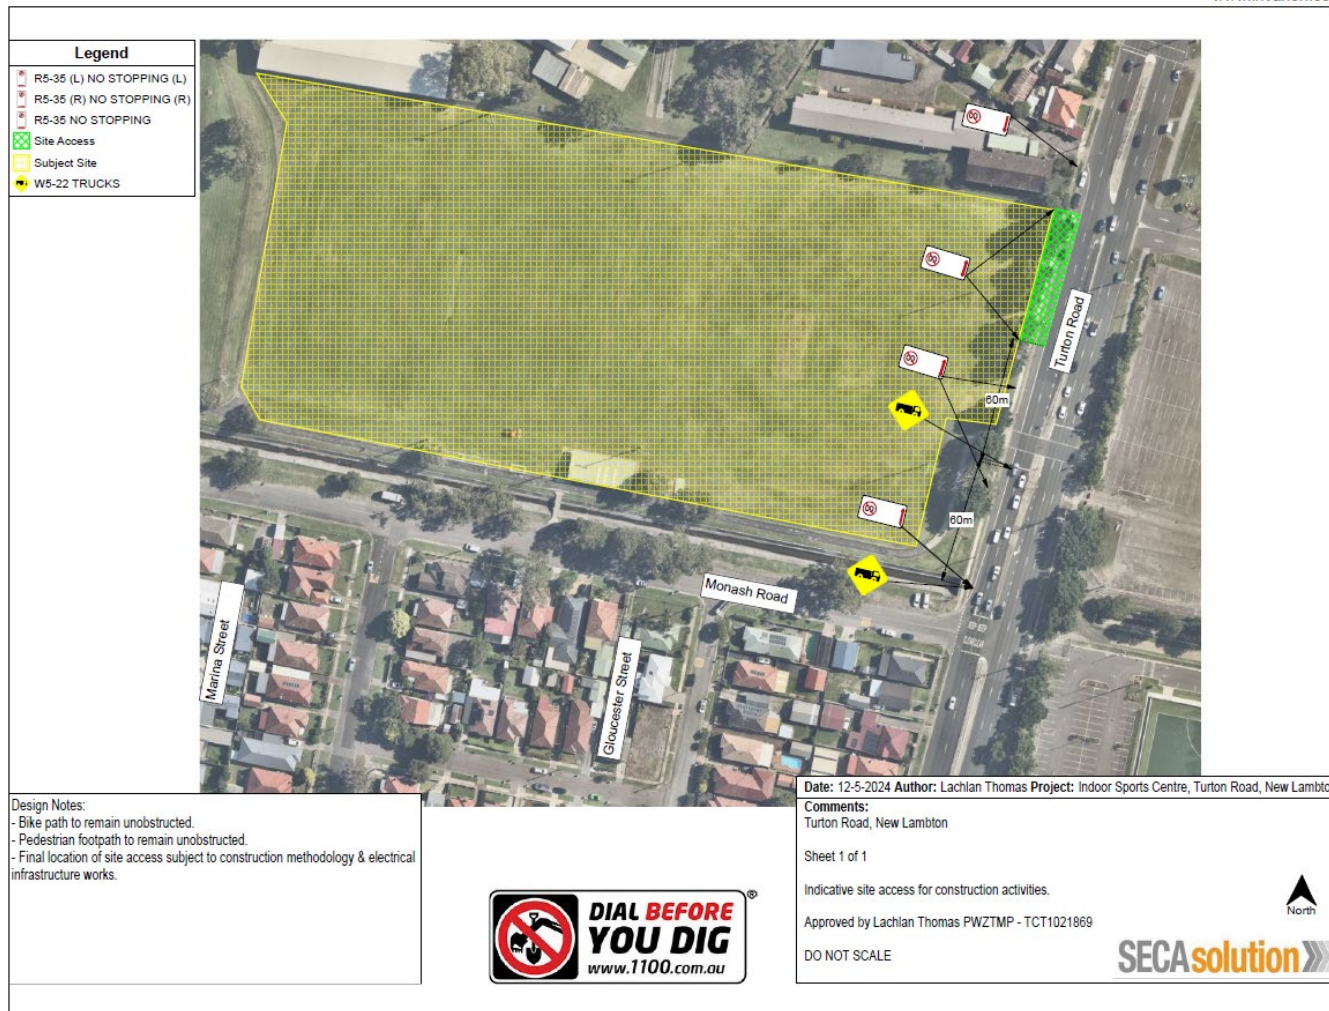 Legend
R5-35 (L) NO STOPPING (L)
R5-35 (R) NO STOPPING (R)
R5-35 NO STOPPING
Site Access
Subject Site
W5-22 TRUCKS
Turton Road
60m
60m
Monash Road
Marina Street
Gloucester Street
Design Notes:
- Bike path to remain unobstructed.
- Pedestrian footpath to remain unobstructed.
- Final location of site access subject to construction methodology & electrical
infrastructure works.
DIAL BEFORE
YOU DIG
www.1100.com.au
®
Date: 12-5-2024 Author: Lachlan Thomas Project: Indoor Sports Centre, Turton Road, New Lambto
Comments:
Turton Road, New Lambton
Sheet 1 of 1
Indicative site access for construction activities.
Approved by Lachlan Thomas PWZTMP - TCT1021869
DO NOT SCALE
North
SECAsolution